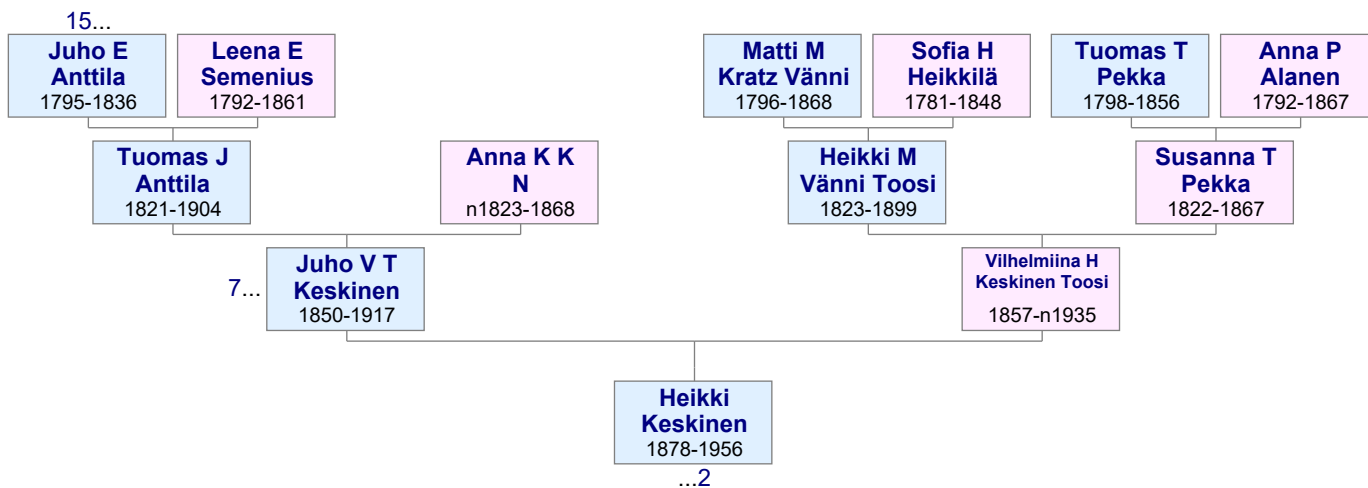 15...
Juho E
Anttila
1795-1836
Leena E
Semenius
1792-1861
Matti M
Kratz Vänni
1796-1868
Sofia H
Heikkilä
1781-1848
Tuomas T
Pekka
1798-1856
Anna P
Alanen
1792-1867
Tuomas J
Anttila
1821-1904
Anna K K
N
n1823-1868
Heikki M
Vänni Toosi
1823-1899
Susanna T
Pekka
1822-1867
7...
Juho V T
Keskinen
1850-1917
Vilhelmiina H
Keskinen Toosi
1857-n1935
Heikki
Keskinen
1878-1956
...2